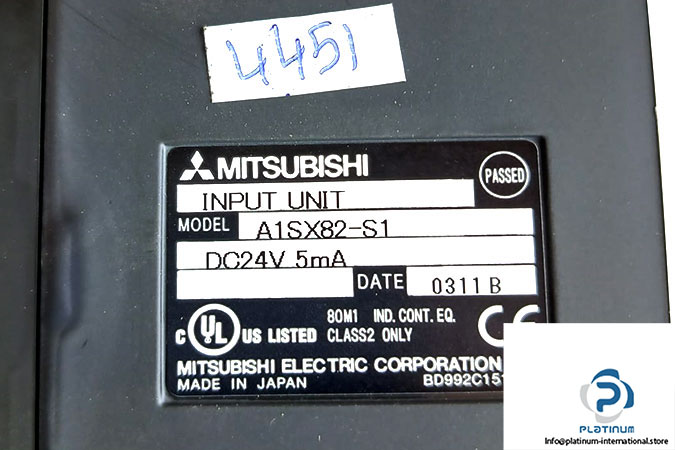 4451
MITSUBISHI
PASSED
INPUT UNIT
MODEL A1SX82-S1
DC24V 5mA
DATE 0311 B
C UL US LISTED
80M1 IND. CONT. EQ.
CLASS2 ONLY
CE
MITSUBISHI ELECTRIC CORPORATION
MADE IN JAPAN BD992C15
PLATINUM
Info@platinum-international.store